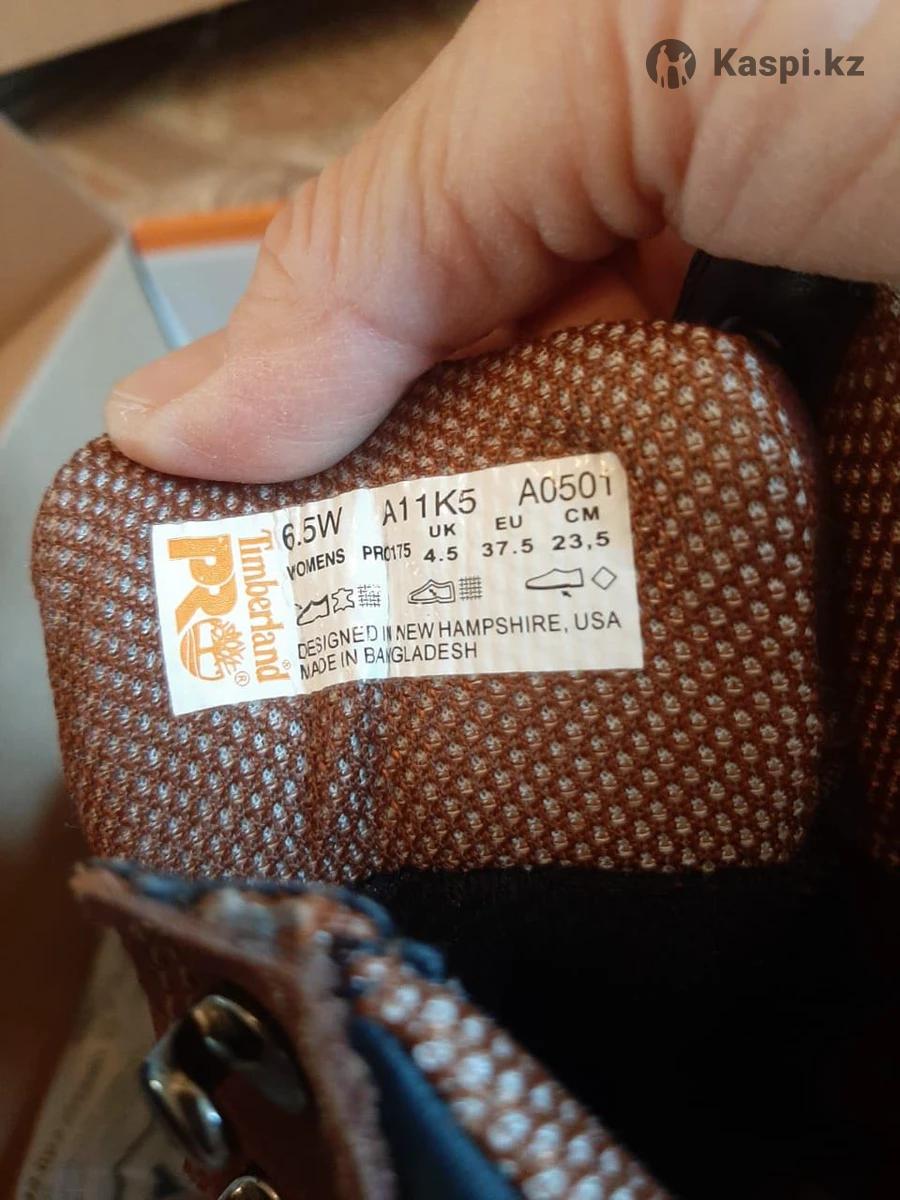 Kaspi.kz
6.5W A11K5 A0501
WOMENS PRO175 UK EU CM
4.5 37.5 23,5
DESIGNED IN NEW HAMPSHIRE, USA
MADE IN BANGLADESH
Timberland®
PRO®